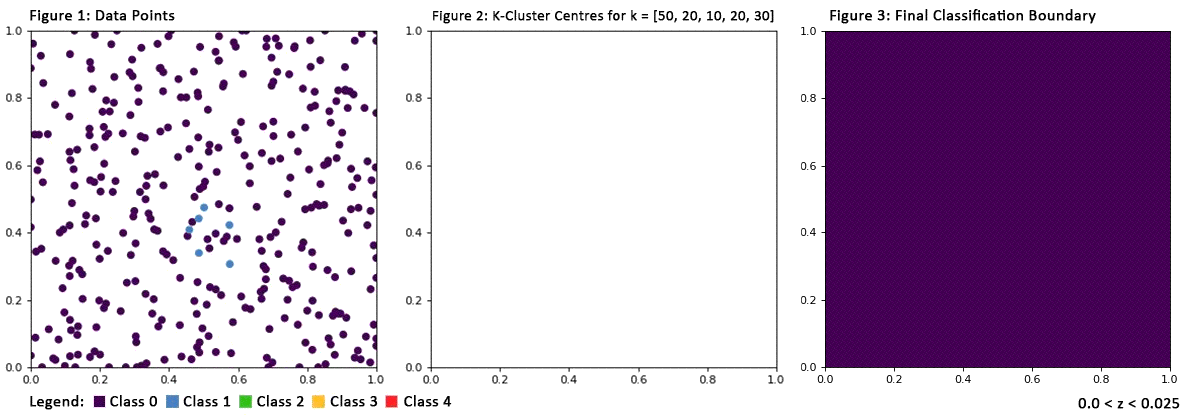 Figure 1: Data Points
Figure 2: K-Cluster Centres for k = [50, 20, 10, 20, 30]
Figure 3: Final Classification Boundary
1.0
0.8
0.6
0.4
0.2
0.0
0.0 0.2 0.4 0.6 0.8 1.0
1.0
0.8
0.6
0.4
0.2
0.0
0.0 0.2 0.4 0.6 0.8 1.0
1.0
0.8
0.6
0.4
0.2
0.0
0.0 0.2 0.4 0.6 0.8 1.0
Legend: Class 0 Class 1 Class 2 Class 3 Class 4
0.0 < z < 0.025